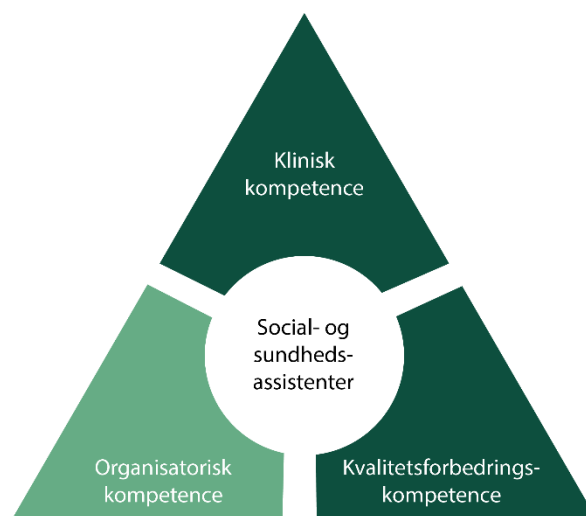 Klinisk
kompetence
Social- og
sundheds-
assistenter
Organisatorisk
kompetence
Kvalitetsforbedrings-
kompetence